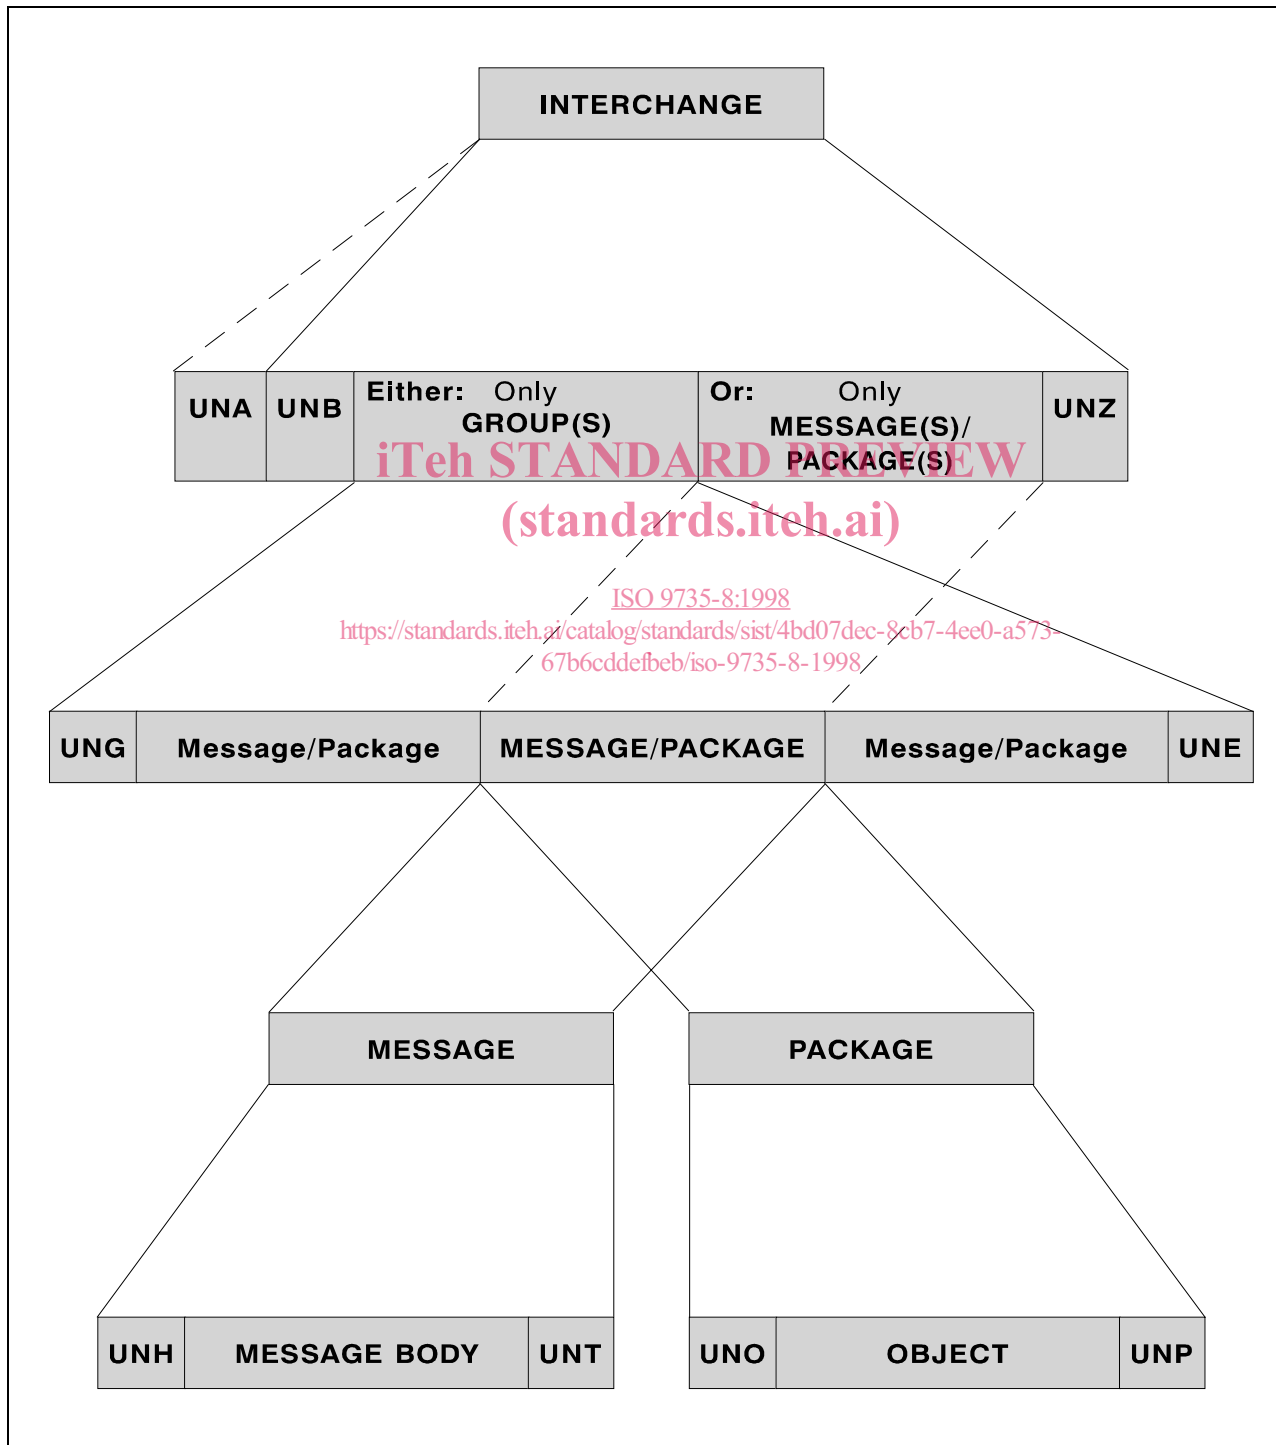 INTERCHANGE
UNA UNB Either: Only Or: Only UNZ
GROUP(S) MESSAGE(S)/
PACKAGE(S)
iTeh STANDARD PREVIEW
(standards.iteh.ai)
ISO 9735-8:1998
https://standards.iteh.ai/catalog/standards/sist/4bd07dec-8cb7-4ee0-a573-
67b6cddefbeb/iso-9735-8-1998
UNG Message/Package MESSAGE/PACKAGE Message/Package UNE
MESSAGE PACKAGE
UNH MESSAGE BODY UNT UNO OBJECT UNP